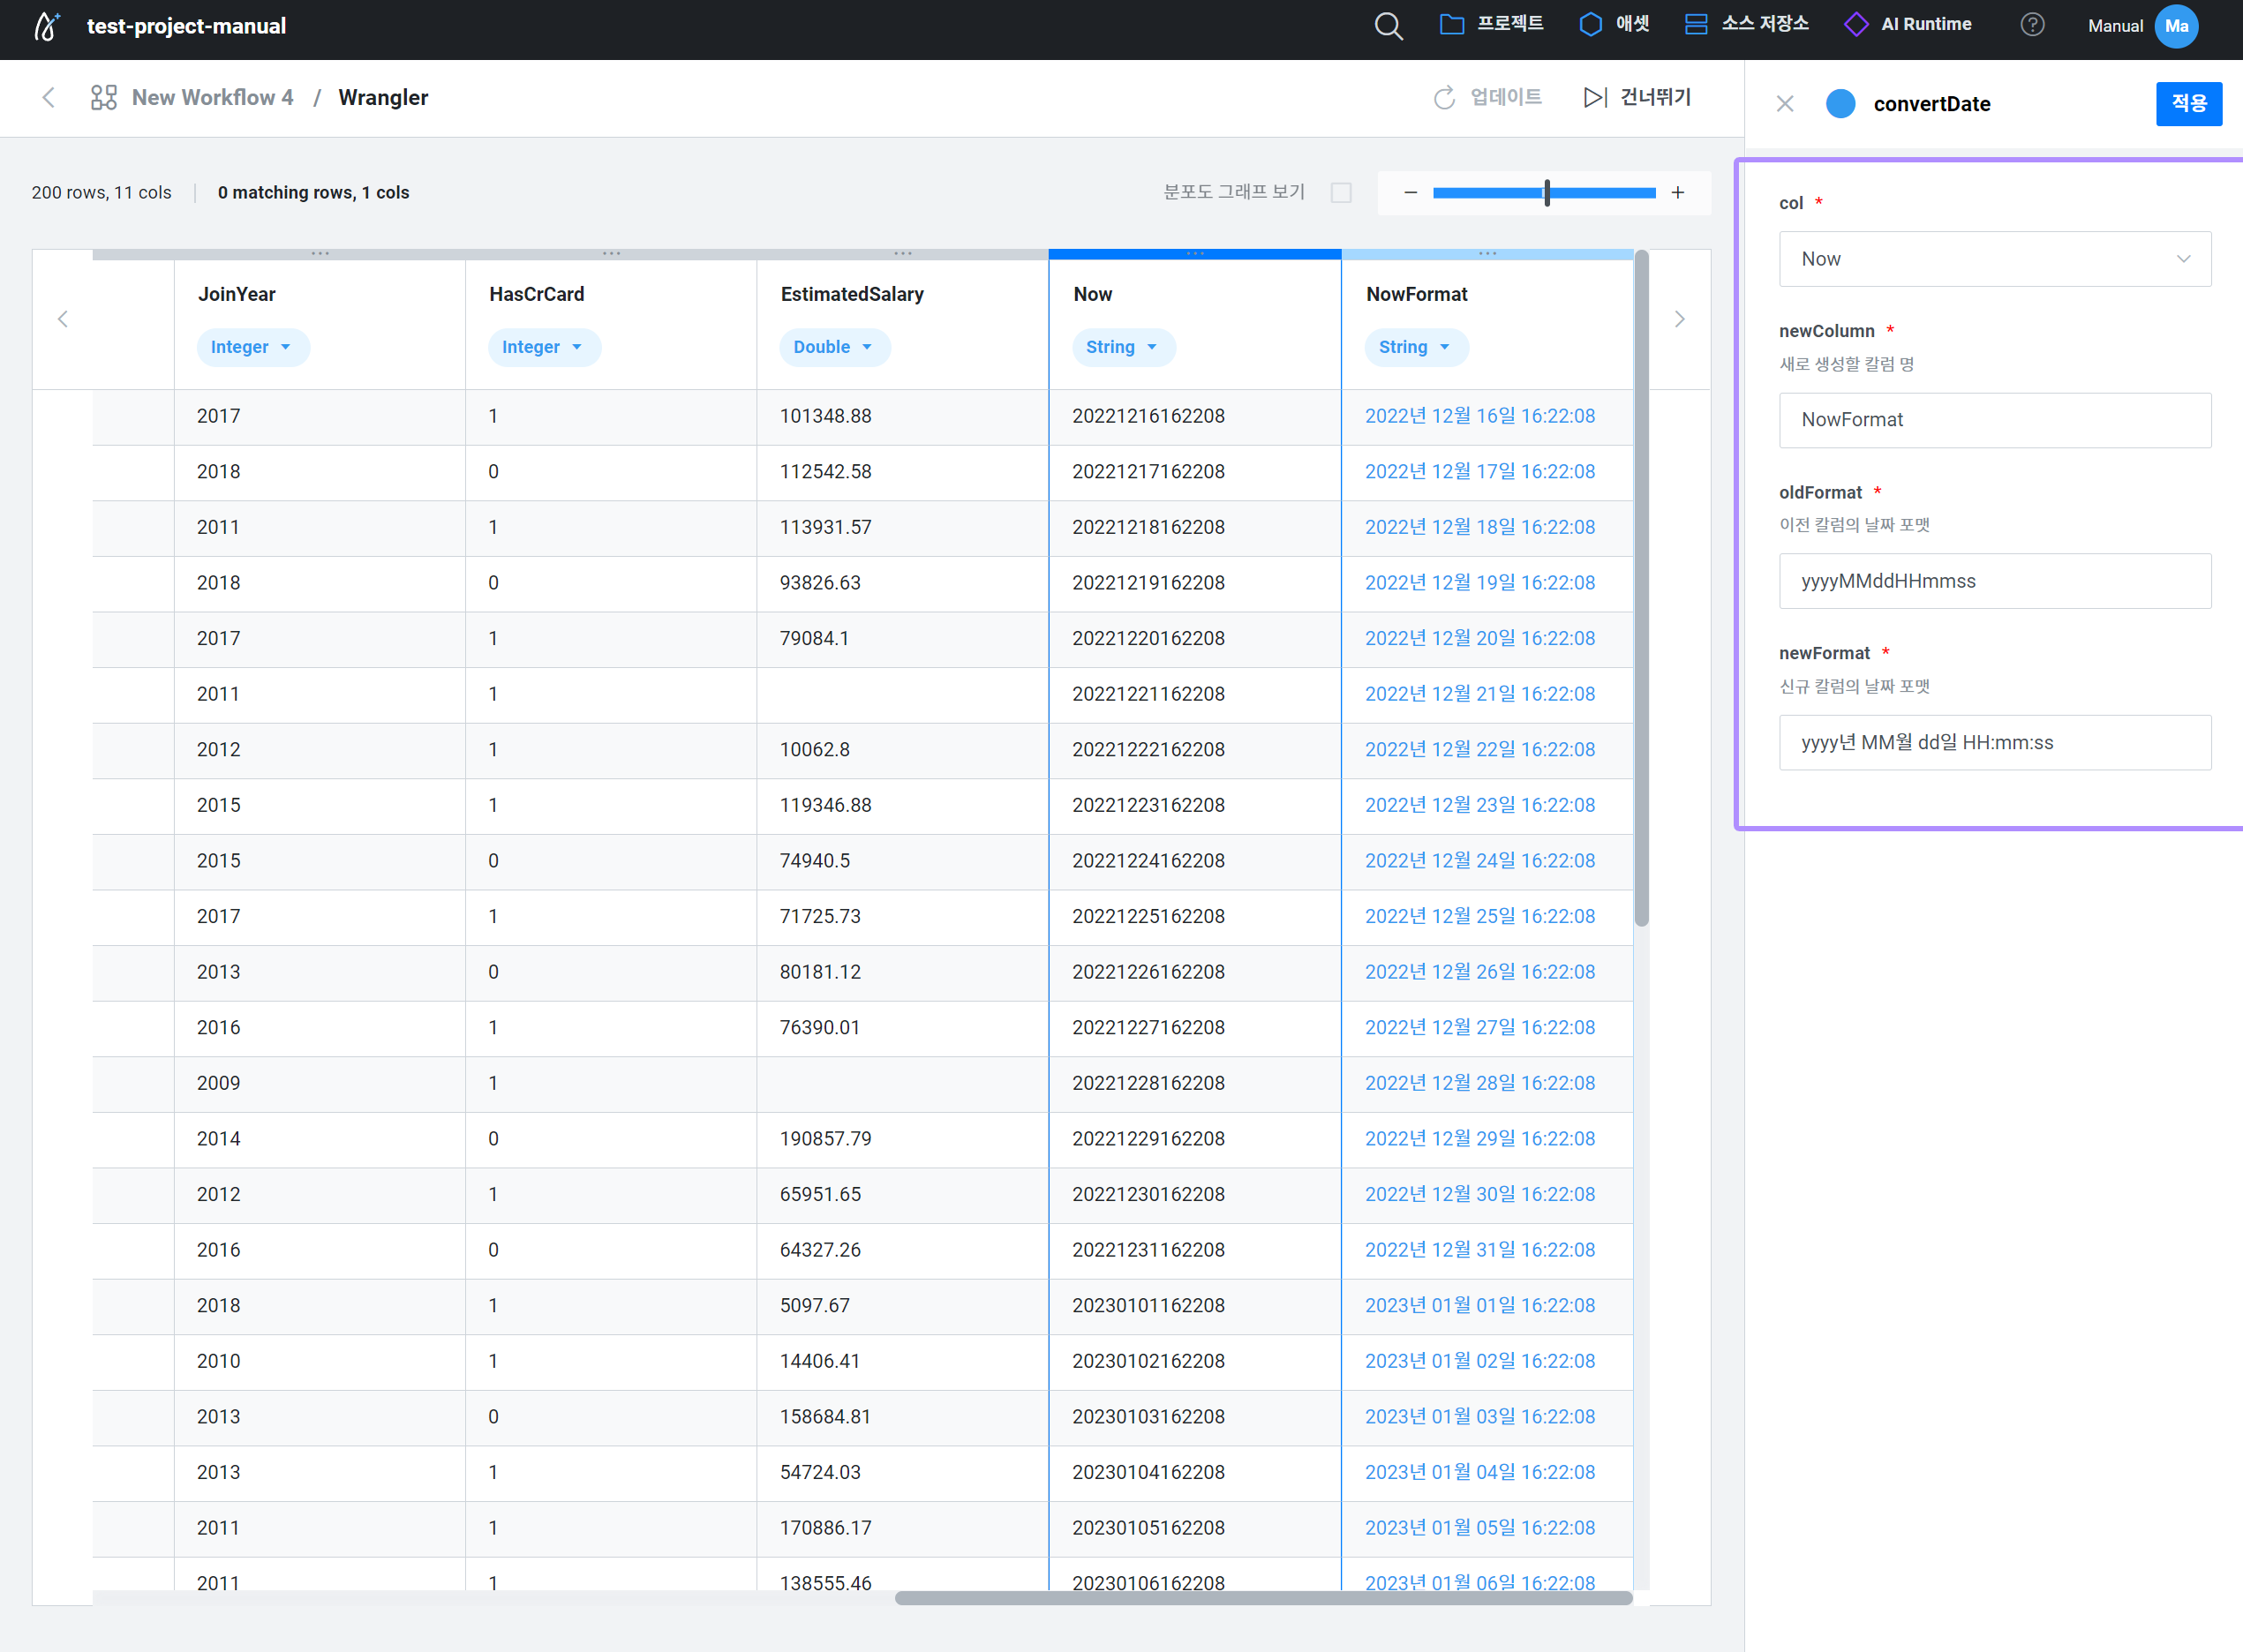 test-project-manual
프로젝트 애셋 소스 저장소 AI Runtime ? Manual Ma
New Workflow 4 / Wrangler
업데이트 건너뛰기
convertDate 적용
200 rows, 11 cols 0 matching rows, 1 cols
분포도 그래프 보기 − +
JoinYear HasCrCard EstimatedSalary Now NowFormat
Integer Integer Double String String
2017 1 101348.88 20221216162208 2022년 12월 16일 16:22:08
2018 0 112542.58 20221217162208 2022년 12월 17일 16:22:08
2011 1 113931.57 20221218162208 2022년 12월 18일 16:22:08
2018 0 93826.63 20221219162208 2022년 12월 19일 16:22:08
2017 1 79084.1 20221220162208 2022년 12월 20일 16:22:08
2011 1 20221221162208 2022년 12월 21일 16:22:08
2012 1 10062.8 20221222162208 2022년 12월 22일 16:22:08
2015 1 119346.88 20221223162208 2022년 12월 23일 16:22:08
2015 0 74940.5 20221224162208 2022년 12월 24일 16:22:08
2017 1 71725.73 20221225162208 2022년 12월 25일 16:22:08
2013 0 80181.12 20221226162208 2022년 12월 26일 16:22:08
2016 1 76390.01 20221227162208 2022년 12월 27일 16:22:08
2009 1 20221228162208 2022년 12월 28일 16:22:08
2014 0 190857.79 20221229162208 2022년 12월 29일 16:22:08
2012 1 65951.65 20221230162208 2022년 12월 30일 16:22:08
2016 0 64327.26 20221231162208 2022년 12월 31일 16:22:08
2018 1 5097.67 20230101162208 2023년 01월 01일 16:22:08
2010 1 14406.41 20230102162208 2023년 01월 02일 16:22:08
2013 0 158684.81 20230103162208 2023년 01월 03일 16:22:08
2013 1 54724.03 20230104162208 2023년 01월 04일 16:22:08
2011 1 170886.17 20230105162208 2023년 01월 05일 16:22:08
2011 1 138555.46 20230106162208 2023년 01월 06일 16:22:08
col *
Now
newColumn *
새로 생성할 칼럼 명
NowFormat
oldFormat *
이전 칼럼의 날짜 포맷
yyyyMMddHHmmss
newFormat *
신규 칼럼의 날짜 포맷
yyyy년 MM월 dd일 HH:mm:ss